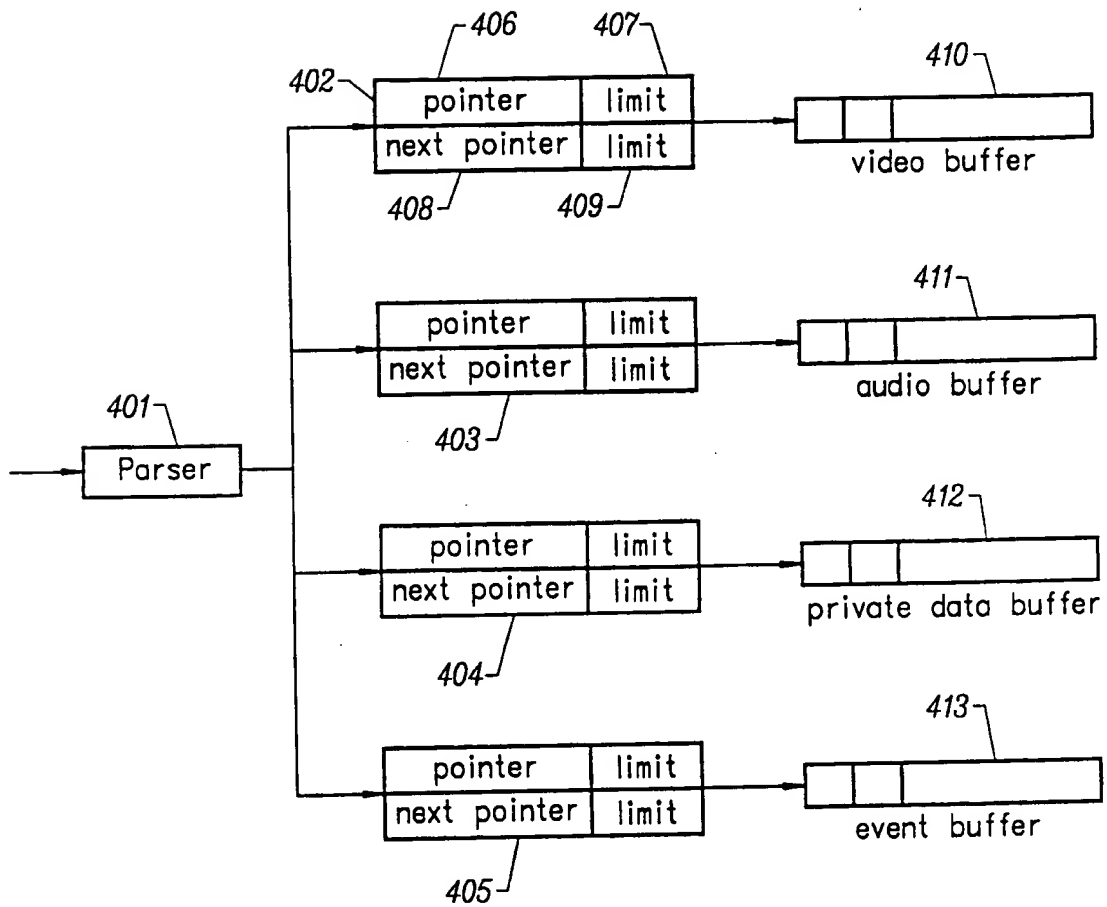 406
407
410
402
pointer limit
next pointer limit
video buffer
408
409
411
pointer limit
next pointer limit
audio buffer
403
401
Parser
412
pointer limit
next pointer limit
private data buffer
404
413
pointer limit
next pointer limit
event buffer
405